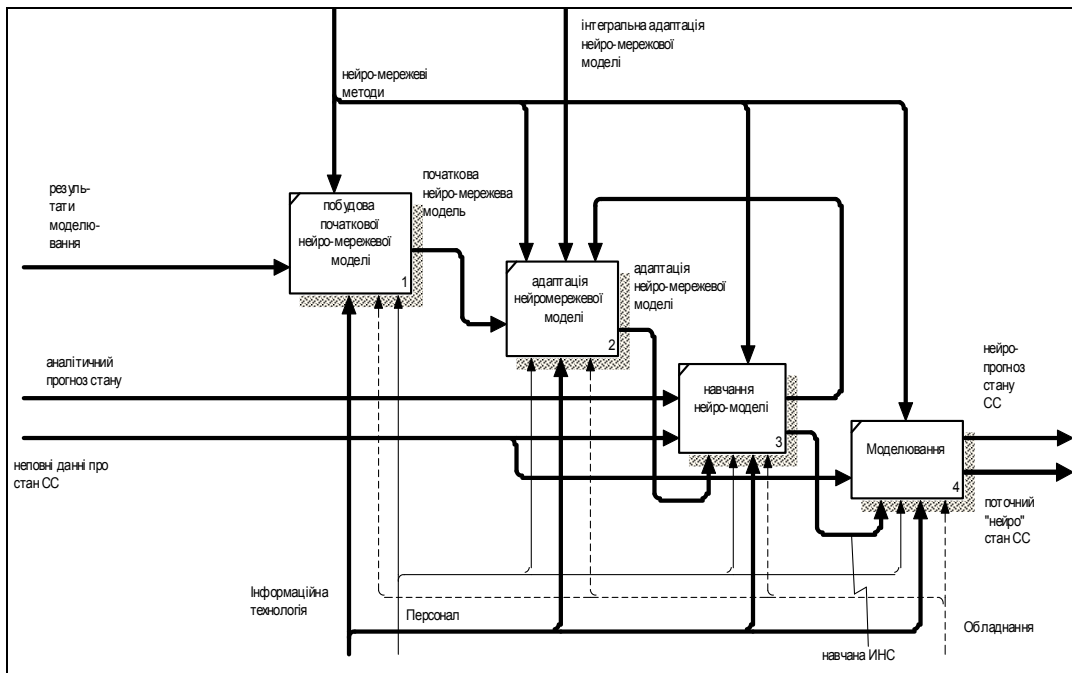 інтегральна адаптація
нейро-мережової
моделі
нейро-мережеві
методи
резуль-
тати
моделю-
вання
початкова
нейро-мережева
модель
побудова
початкової
нейро-мережевої
моделі
1
адаптація
нейромережевої
моделі
2
адаптація
нейро-мережевої
моделі
аналітичний
прогноз стану
навчання
нейро-моделі
3
нейро-
прогноз
стану
СС
Моделювання
4
неповні данні про
стан СС
поточний
"нейро"
стан СС
Інформаційна
технологія
Персонал
Обладнання
навчана ИНС